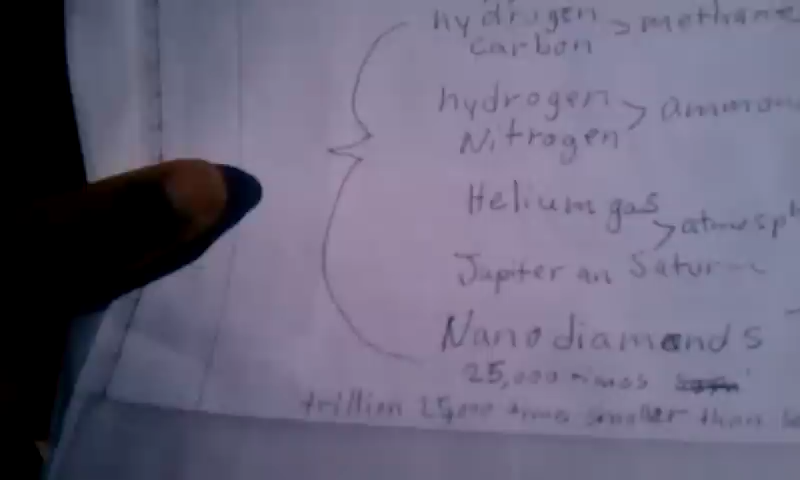 hydrogen
carbon > methane
hydrogen
Nitrogen > ammon
Helium gas
> atmosph
Jupiter an Saturn
Nanodiamonds
25,000 times
trillion 25,000 times smaller than